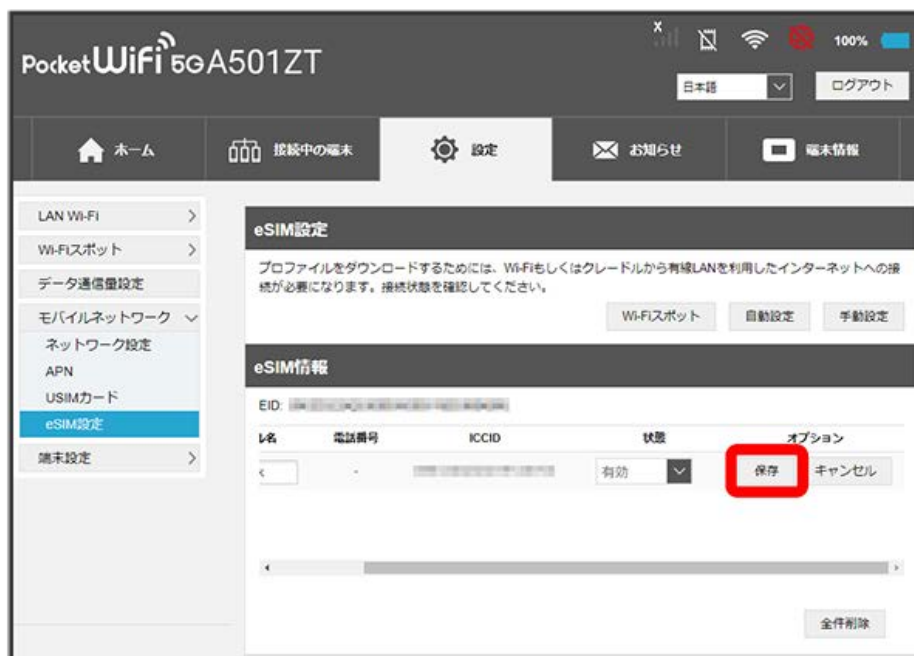 Pocket WiFi 5G A501ZT
100%
日本語
ログアウト
ホーム
接続中の端末
設定
お知らせ
端末情報
LAN Wi-Fi
Wi-Fiスポット
データ通信量設定
モバイルネットワーク
ネットワーク設定
APN
USIMカード
eSIM設定
端末設定
eSIM設定
プロファイルをダウンロードするためには、Wi-Fiもしくはクレードルから有線LANを利用したインターネットへの接
続が必要になります。接続状態を確認してください。
Wi-Fiスポット 自動設定 手動設定
eSIM情報
EID:
ル名 電話番号 ICCID 状態 オプション
- 有効 保存 キャンセル
全件削除